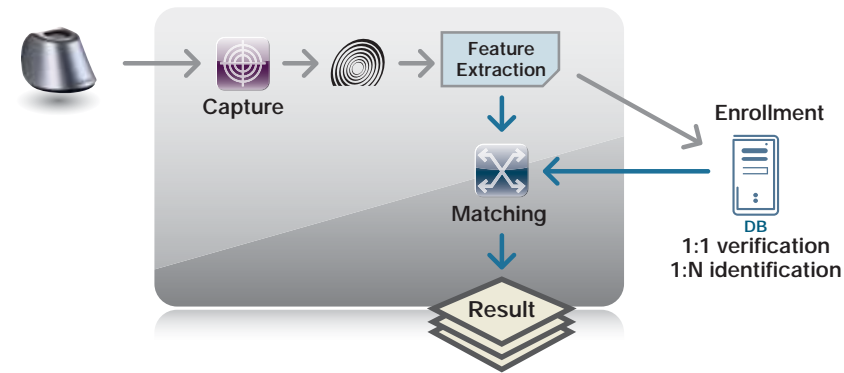 Feature
Extraction
Capture
Enrollment
Matching
DB
1:1 verification
1:N identification
Result